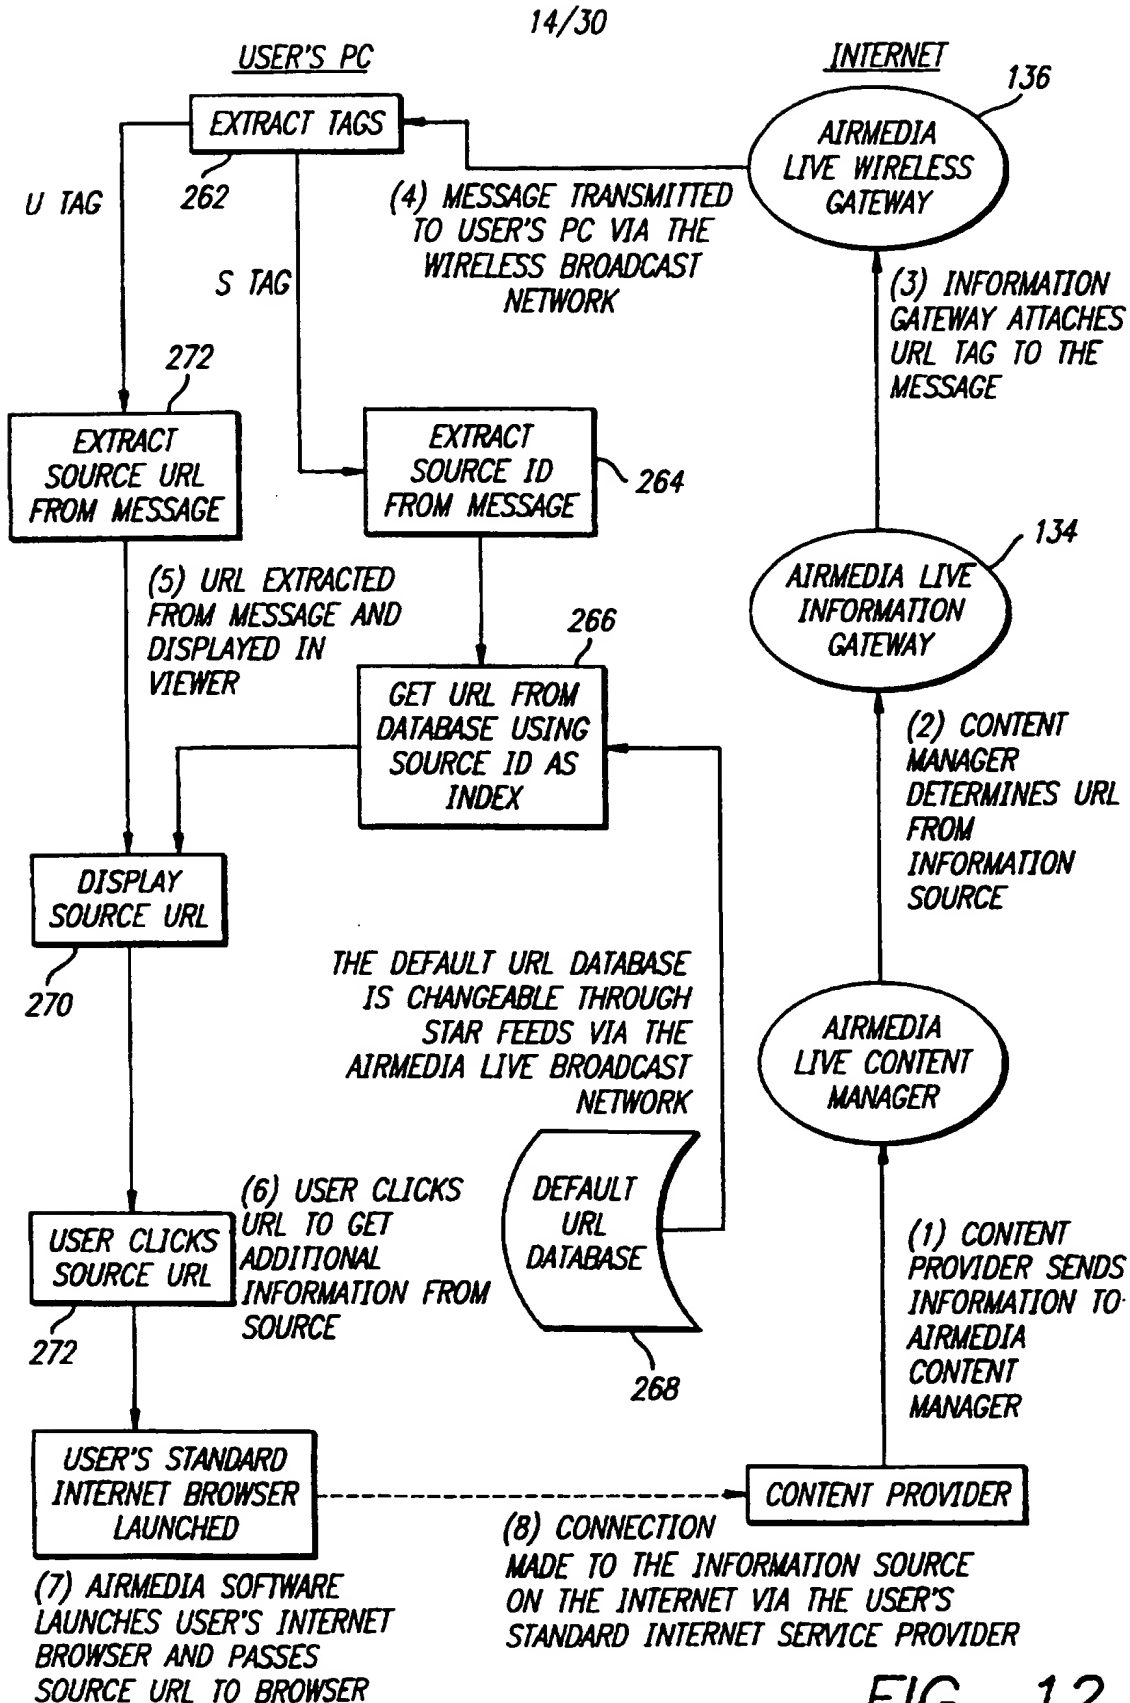 14/30
USER'S PC
INTERNET
136
EXTRACT TAGS
262
U TAG
S TAG
(4) MESSAGE TRANSMITTED
TO USER'S PC VIA THE
WIRELESS BROADCAST
NETWORK
AIRMEDIA
LIVE WIRELESS
GATEWAY
(3) INFORMATION
GATEWAY ATTACHES
URL TAG TO THE
MESSAGE
272
EXTRACT
SOURCE URL
FROM MESSAGE
EXTRACT
SOURCE ID
FROM MESSAGE
264
134
AIRMEDIA LIVE
INFORMATION
GATEWAY
(5) URL EXTRACTED
FROM MESSAGE AND
DISPLAYED IN
VIEWER
266
GET URL FROM
DATABASE USING
SOURCE ID AS
INDEX
(2) CONTENT
MANAGER
DETERMINES URL
FROM
INFORMATION
SOURCE
DISPLAY
SOURCE URL
270
THE DEFAULT URL DATABASE
IS CHANGEABLE THROUGH
STAR FEEDS VIA THE
AIRMEDIA LIVE BROADCAST
NETWORK
AIRMEDIA
LIVE CONTENT
MANAGER
DEFAULT
URL
DATABASE
268
(6) USER CLICKS
URL TO GET
ADDITIONAL
INFORMATION FROM
SOURCE
USER CLICKS
SOURCE URL
272
(1) CONTENT
PROVIDER SENDS
INFORMATION TO
AIRMEDIA
CONTENT
MANAGER
USER'S STANDARD
INTERNET BROWSER
LAUNCHED
CONTENT PROVIDER
(8) CONNECTION
MADE TO THE INFORMATION SOURCE
ON THE INTERNET VIA THE USER'S
STANDARD INTERNET SERVICE PROVIDER
(7) AIRMEDIA SOFTWARE
LAUNCHES USER'S INTERNET
BROWSER AND PASSES
SOURCE URL TO BROWSER
FIG. 12